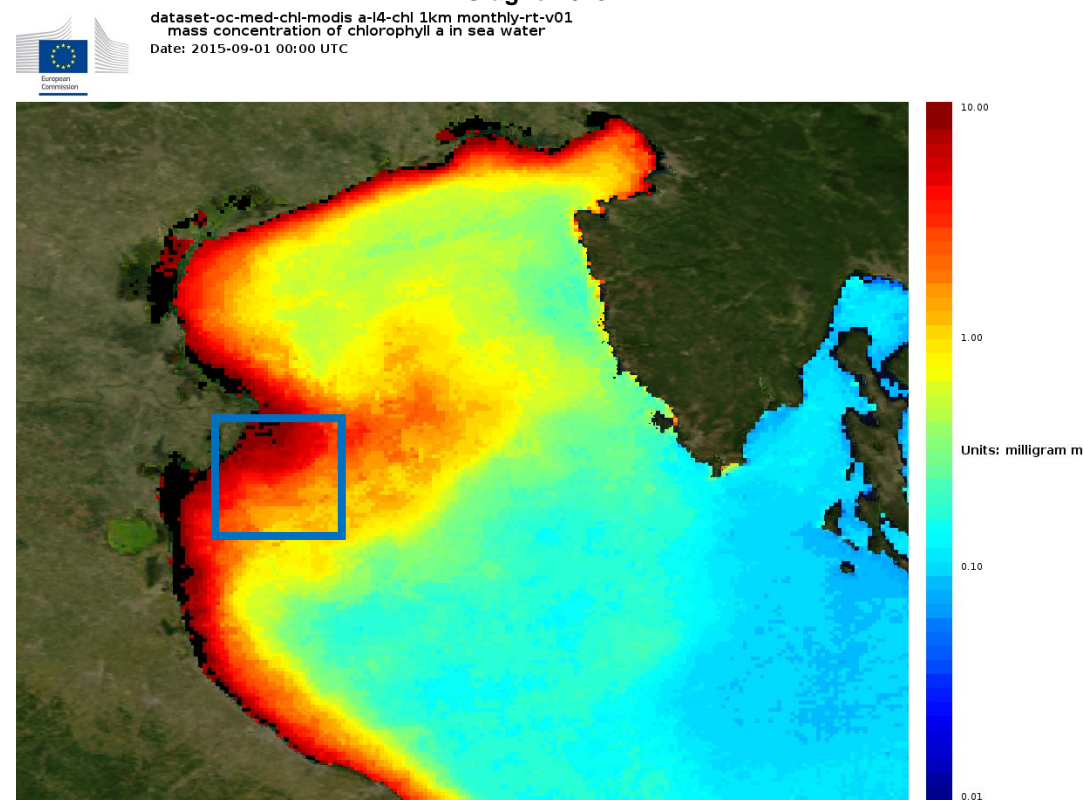 dataset-oc-med-chl-modis a-l4-chl 1km monthly-rt-v01
mass concentration of chlorophyll a in sea water
Date: 2015-09-01 00:00 UTC
European
Commission
10.00
1.00
Units: milligram m
0.10
0.01